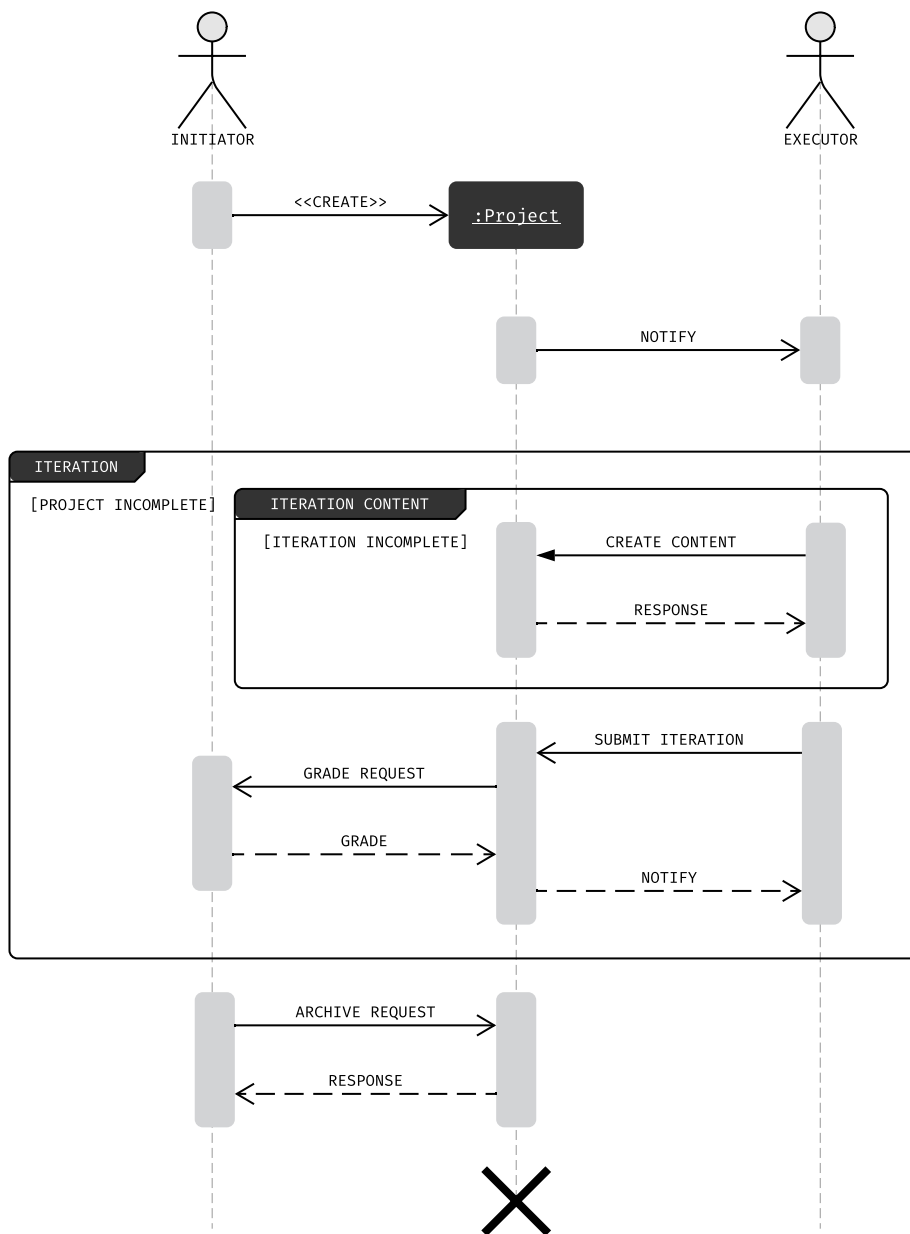 INITIATOR
EXECUTOR
<<CREATE>>
:Project
NOTIFY
ITERATION
[PROJECT INCOMPLETE]
ITERATION CONTENT
[ITERATION INCOMPLETE]
CREATE CONTENT
RESPONSE
SUBMIT ITERATION
GRADE REQUEST
GRADE
NOTIFY
ARCHIVE REQUEST
RESPONSE